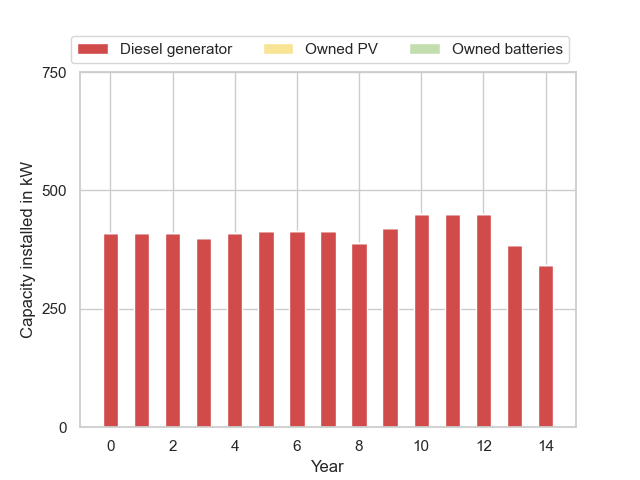 Diesel generator Owned PV Owned batteries
750
500
250
0
Capacity installed in kW
0 2 4 6 8 10 12 14
Year